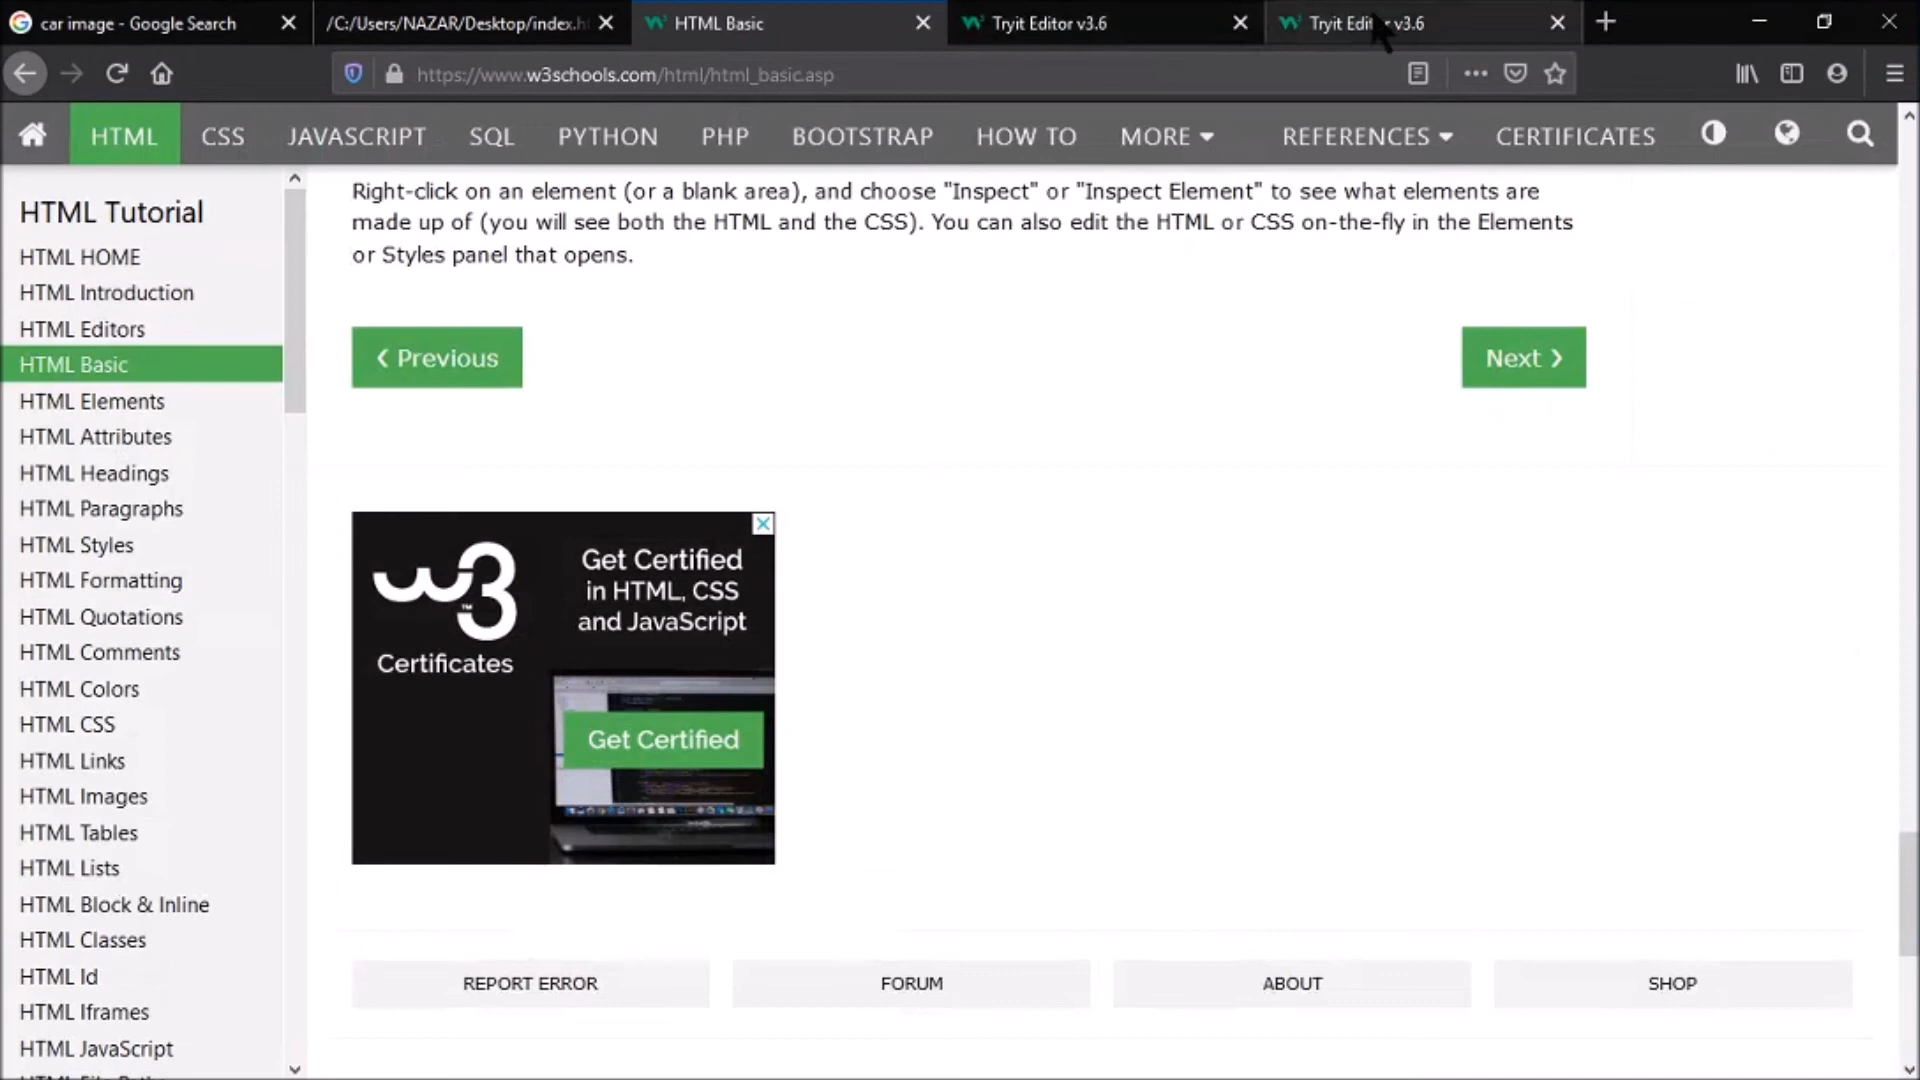 car image - Google Search
/C:/Users/NAZAR/Desktop/index.h
HTML Basic
Tryit Editor v3.6
Tryit Editor v3.6
https://www.w3schools.com/html/html_basic.asp
HTML
CSS
JAVASCRIPT
SQL
PYTHON
PHP
BOOTSTRAP
HOW TO
MORE
REFERENCES
CERTIFICATES
HTML Tutorial
HTML HOME
HTML Introduction
HTML Editors
HTML Basic
HTML Elements
HTML Attributes
HTML Headings
HTML Paragraphs
HTML Styles
HTML Formatting
HTML Quotations
HTML Comments
HTML Colors
HTML CSS
HTML Links
HTML Images
HTML Tables
HTML Lists
HTML Block & Inline
HTML Classes
HTML Id
HTML Iframes
HTML JavaScript
Right-click on an element (or a blank area), and choose "Inspect" or "Inspect Element" to see what elements are
made up of (you will see both the HTML and the CSS). You can also edit the HTML or CSS on-the-fly in the Elements
or Styles panel that opens.
❮ Previous
Next ❯
w3
™
Certificates
Get Certified
in HTML, CSS
and JavaScript
Get Certified
REPORT ERROR
FORUM
ABOUT
SHOP